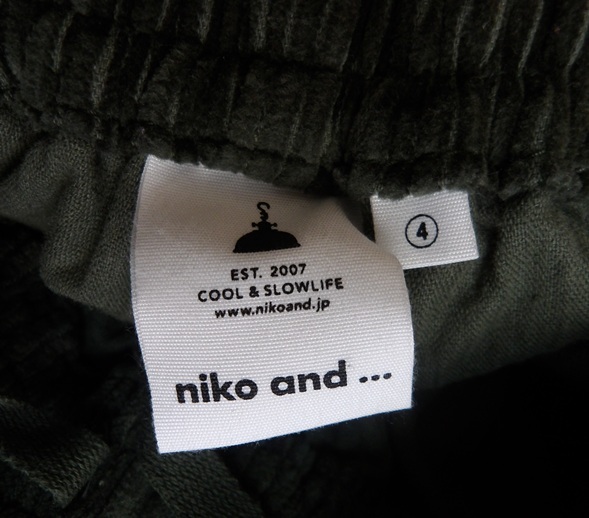 EST. 2007
COOL & SLOWLIFE
www.nikoand.jp
niko and ...
4